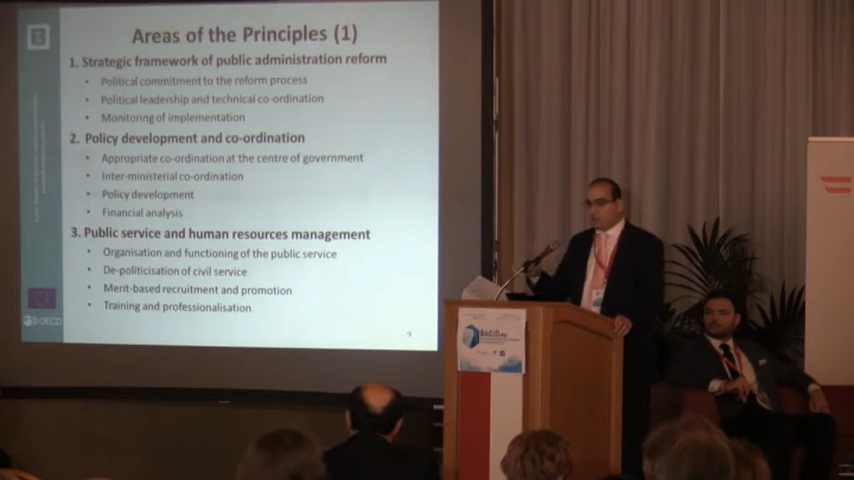 Areas of the Principles (1)
1. Strategic framework of public administration reform
• Political commitment to the reform process
• Political leadership and technical co-ordination
• Monitoring of implementation
2. Policy development and co-ordination
• Appropriate co-ordination at the centre of government
• Inter-ministerial co-ordination
• Policy development
• Financial analysis
3. Public service and human resources management
• Organisation and functioning of the public service
• De-politicisation of civil service
• Merit-based recruitment and promotion
• Training and professionalisation
OECD
9
BACID